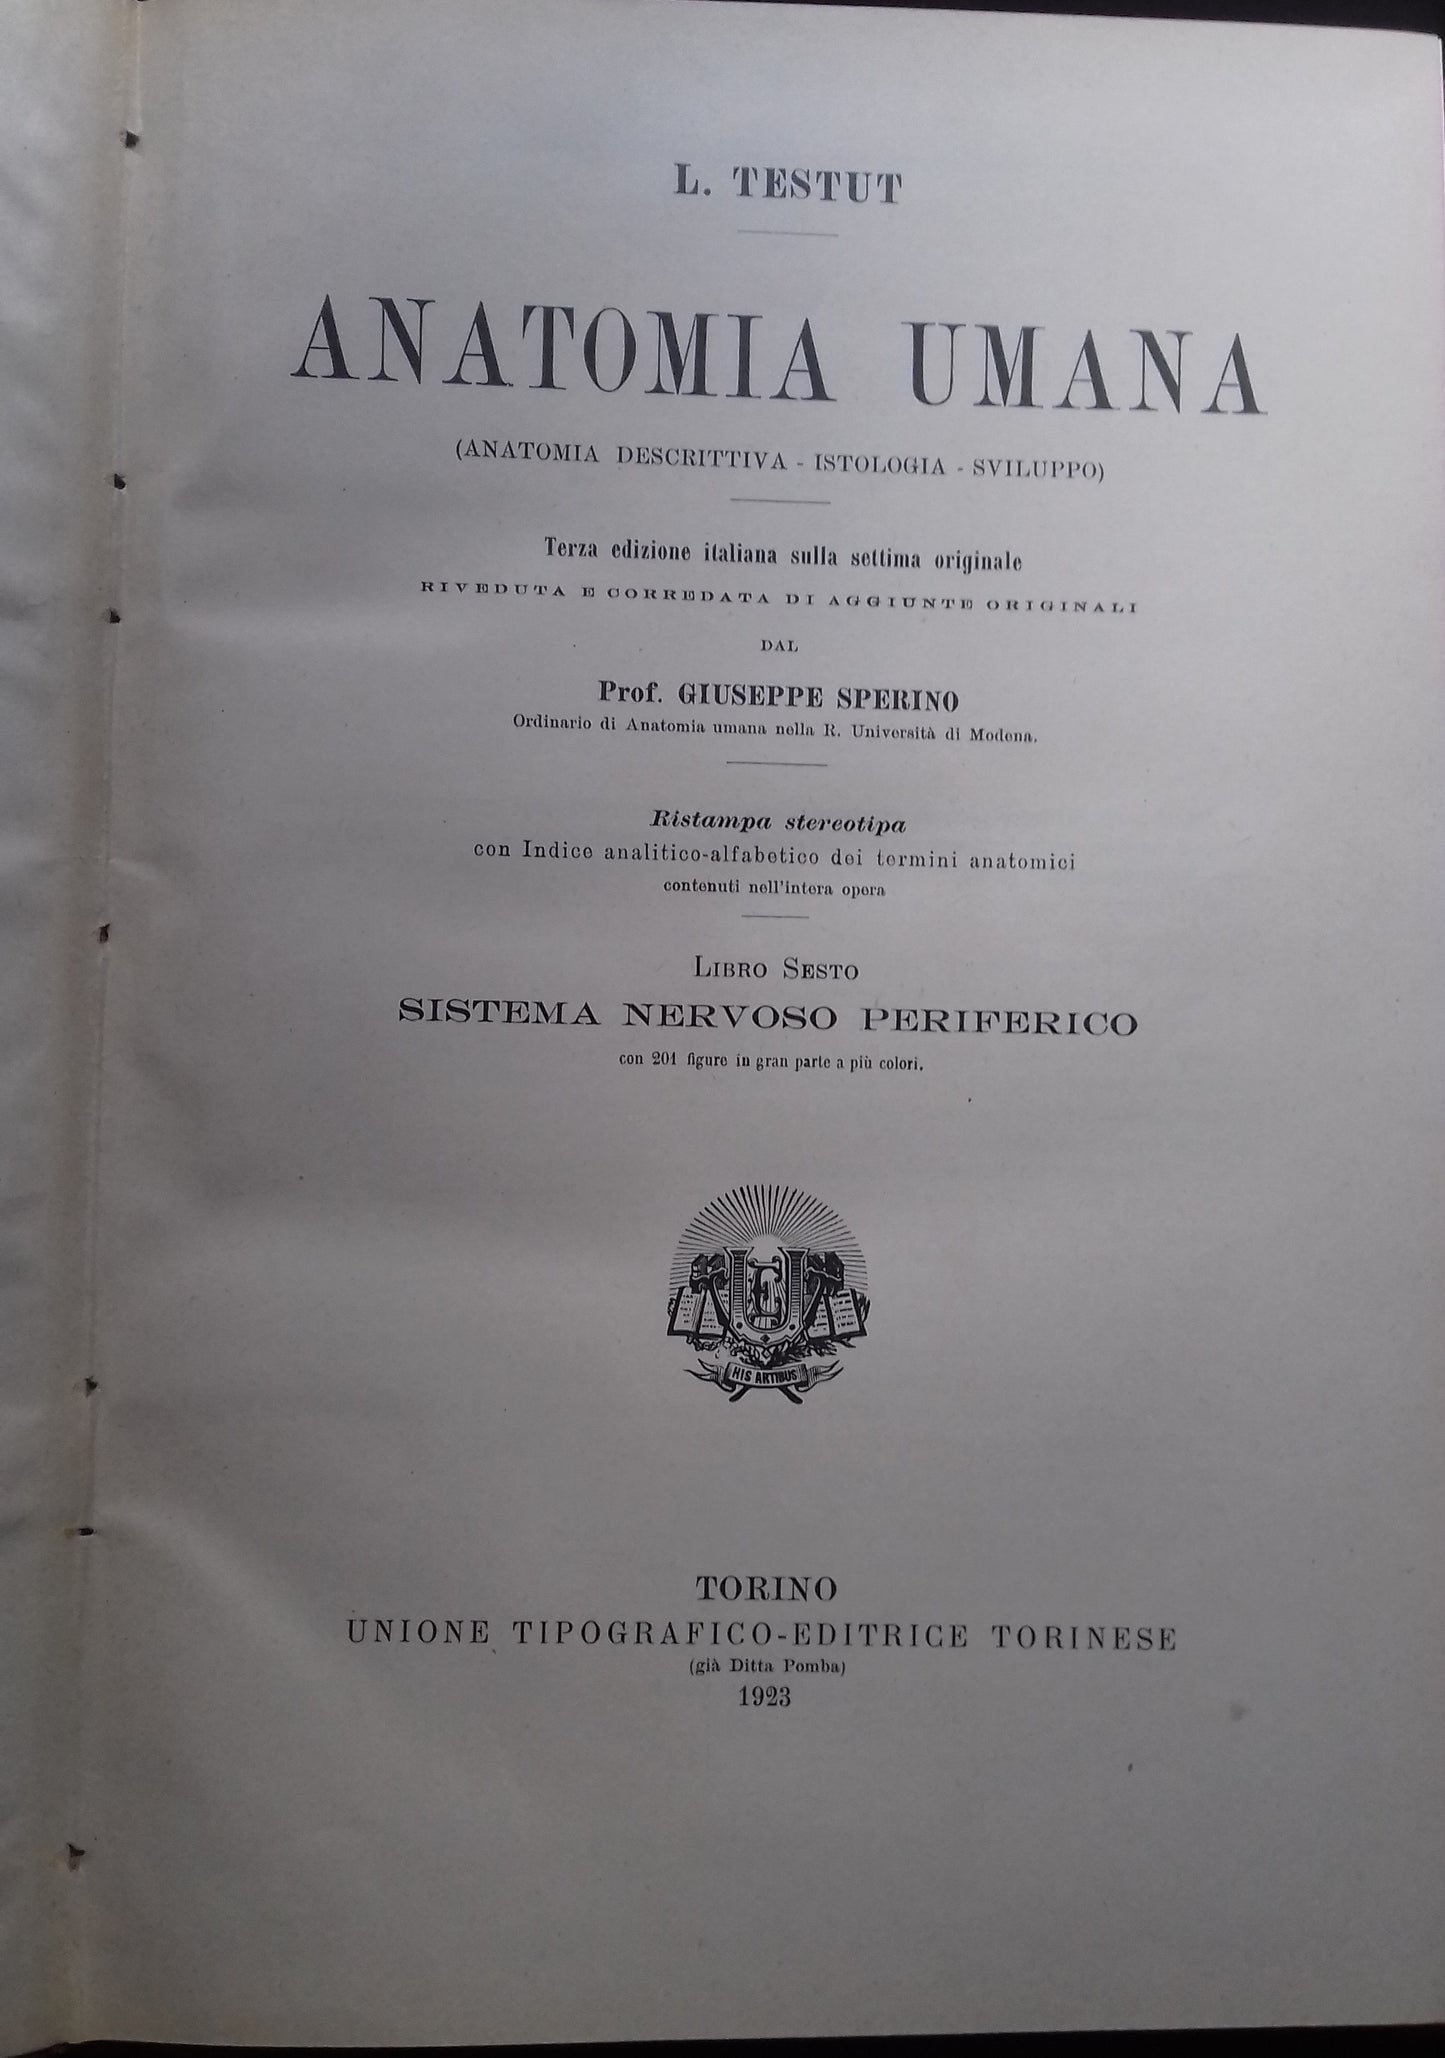 L. TESTUT
ANATOMIA UMANA
(ANATOMIA DESCRITTIVA - ISTOLOGIA - SVILUPPO)
Terza edizione italiana sulla settima originale
RIVEDUTA E CORREDATA DI AGGIUNTE ORIGINALI
DAL
Prof. GIUSEPPE SPERINO
Ordinario di Anatomia umana nella R. Università di Modena.
Ristampa stereotipa
con Indice analitico-alfabetico dei termini anatomici
contenuti nell'intera opera
LIBRO SESTO
SISTEMA NERVOSO PERIFERICO
con 201 figure in gran parte a più colori.
UTET
HIS ARTIBUS
TORINO
UNIONE TIPOGRAFICO-EDITRICE TORINESE
(già Ditta Pomba)
1923